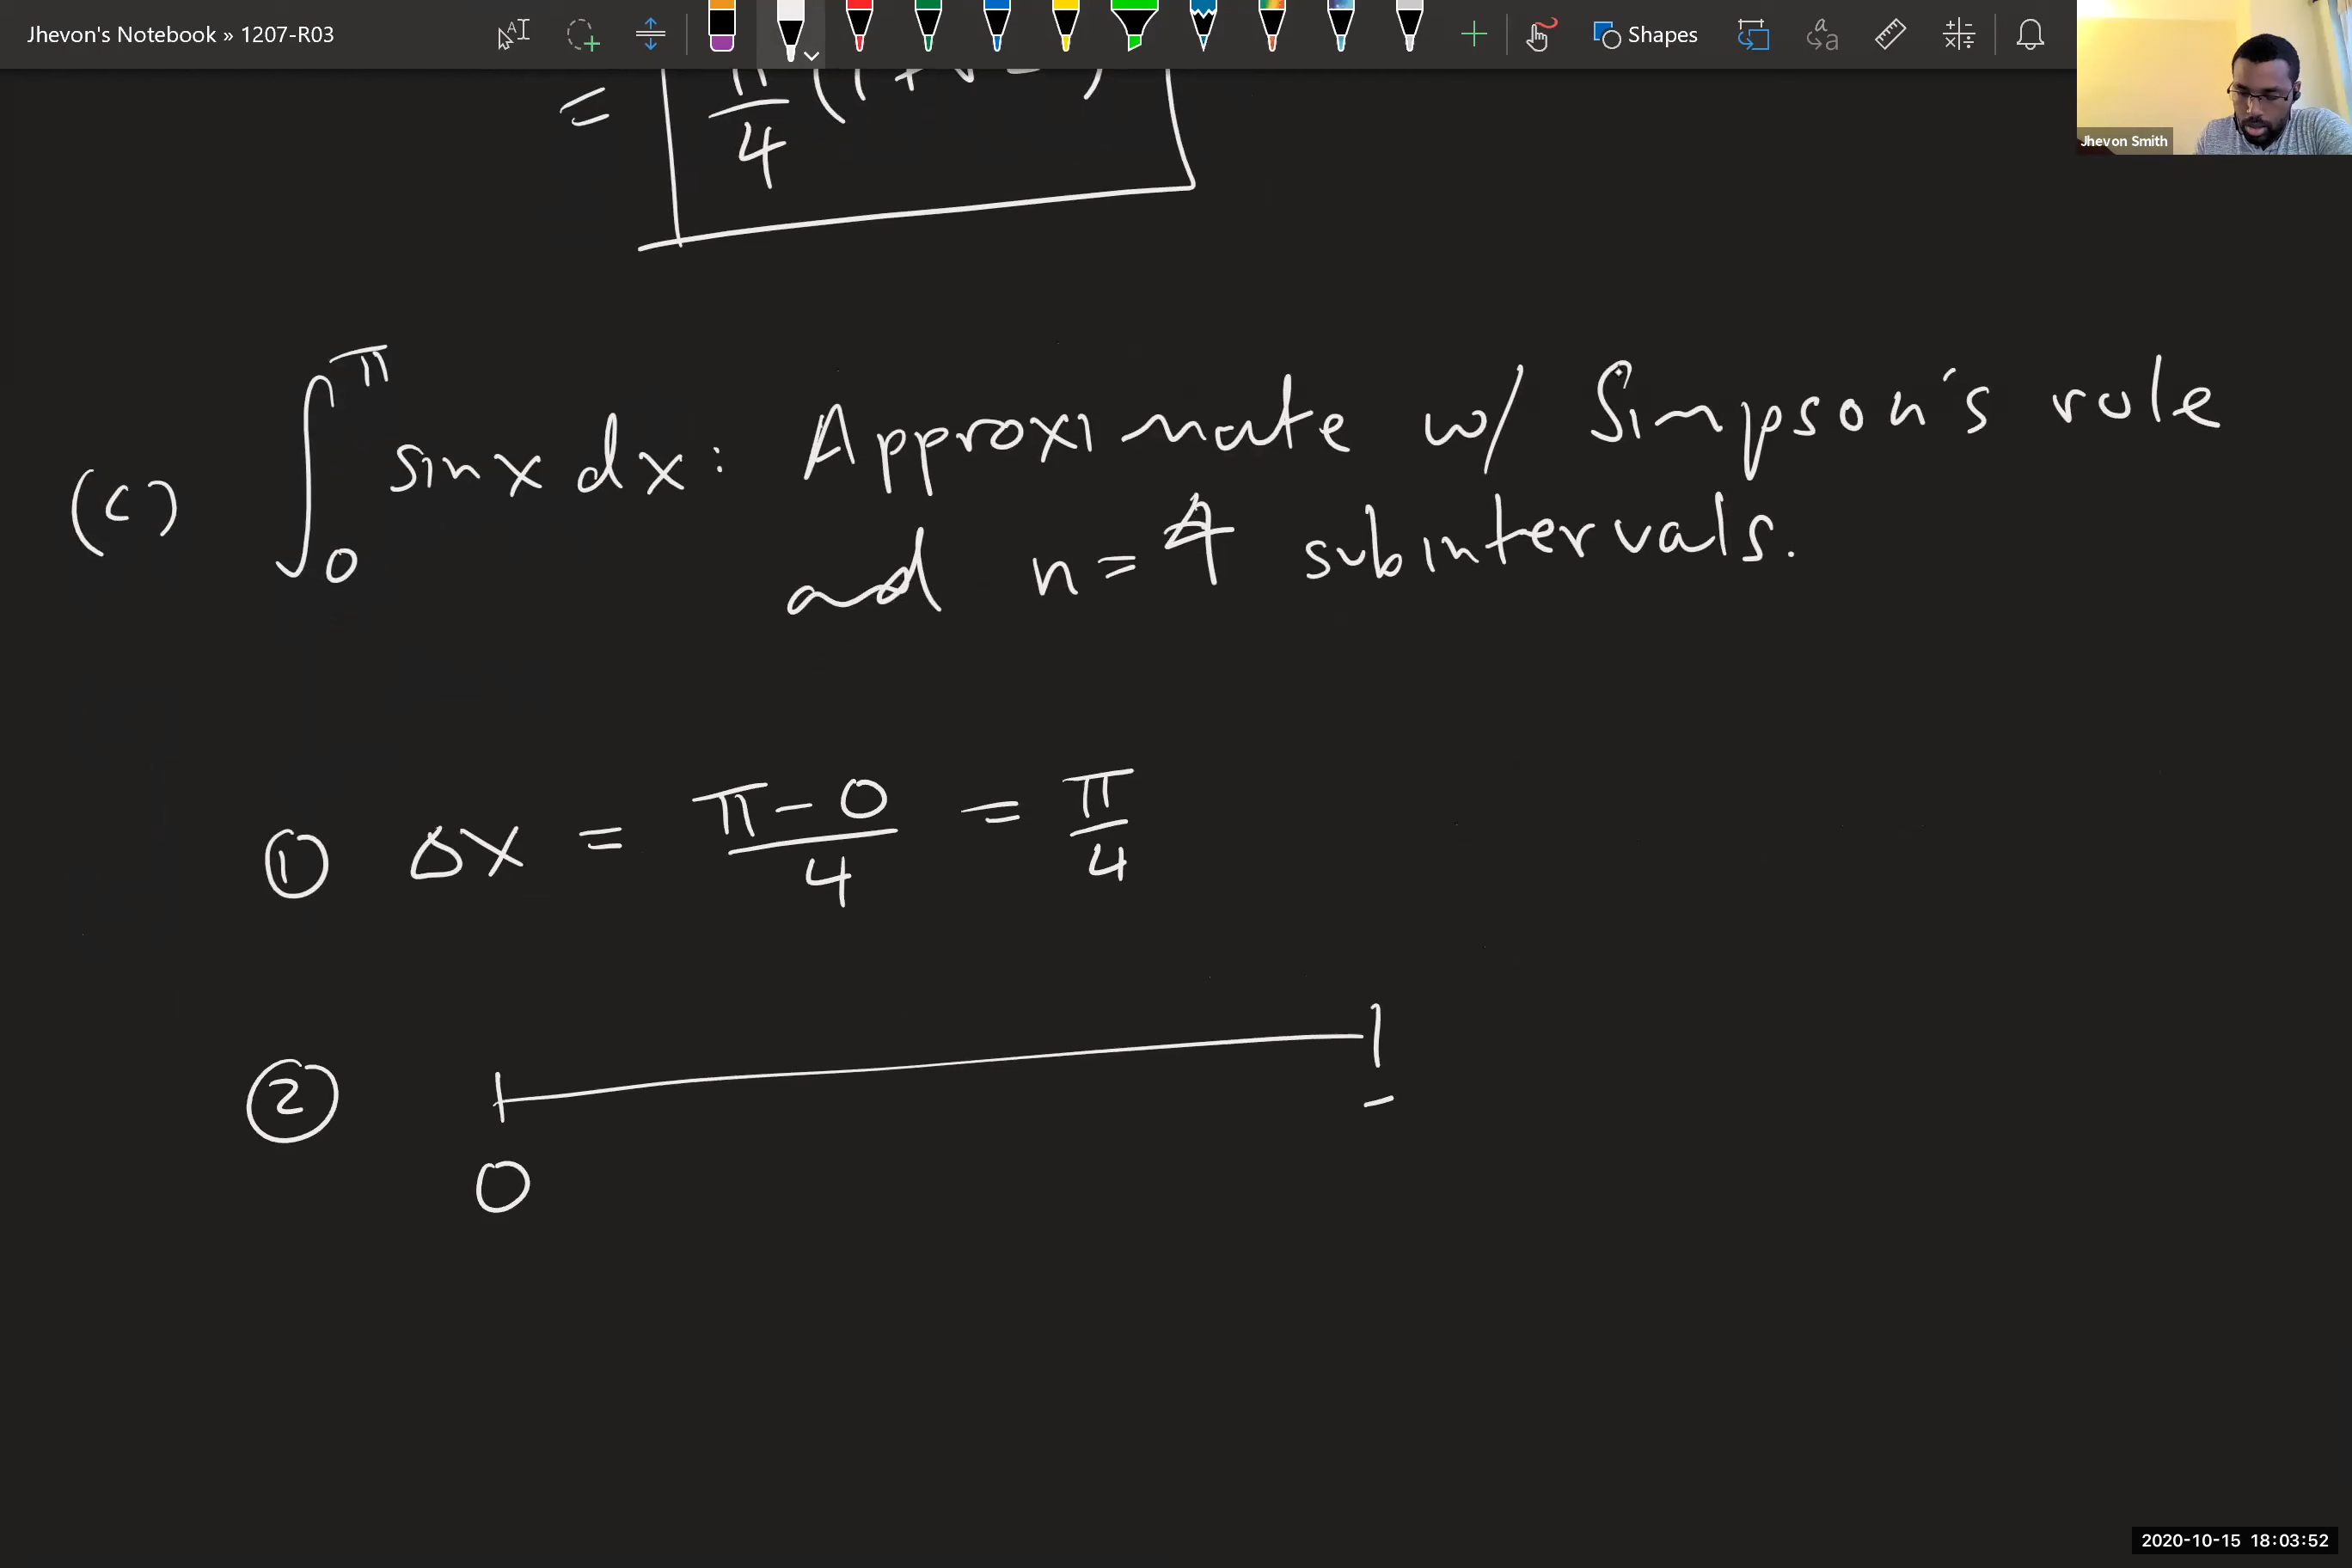 Jhevon's Notebook » 1207-R03
Shapes
Jhevon Smith
= π/4 (1+√2)
(c) ∫₀^π sinx dx : Approximate w/ Simpson's rule
and n = 4 subintervals.
① Δx = (π - 0)/4 = π/4
②
0
2020-10-15 18:03:52